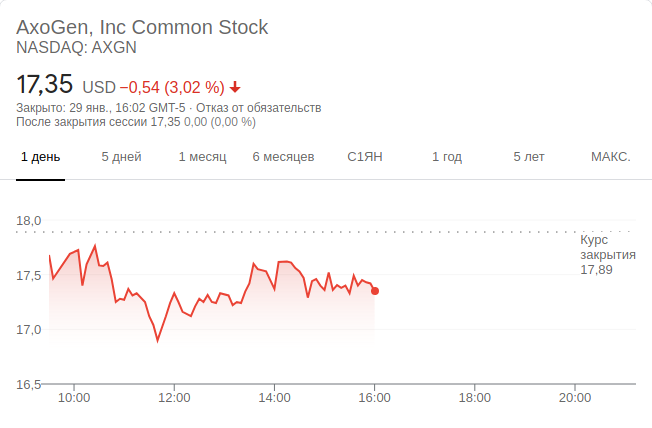 AxoGen, Inc Common Stock
NASDAQ: AXGN
17,35 USD −0,54 (3,02 %)
Закрыто: 29 янв., 16:02 GMT-5 · Отказ от обязательств
После закрытия сессии 17,35 0,00 (0,00 %)
1 день 5 дней 1 месяц 6 месяцев С1ЯН 1 год 5 лет МАКС.
18,0
Курс
закрытия
17,89
17,5
17,0
16,5
10:00 12:00 14:00 16:00 18:00 20:00